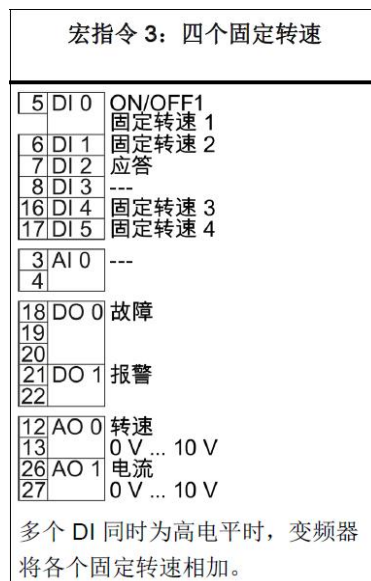 宏指令 3：四个固定转速
5 DI 0 ON/OFF1
固定转速 1
6 DI 1 固定转速 2
7 DI 2 应答
8 DI 3 ---
16 DI 4 固定转速 3
17 DI 5 固定转速 4
3 AI 0 ---
4
18 DO 0 故障
19
20
21 DO 1 报警
22
12 AO 0 转速
13 0 V ... 10 V
26 AO 1 电流
27 0 V ... 10 V
多个 DI 同时为高电平时，变频器
将各个固定转速相加。